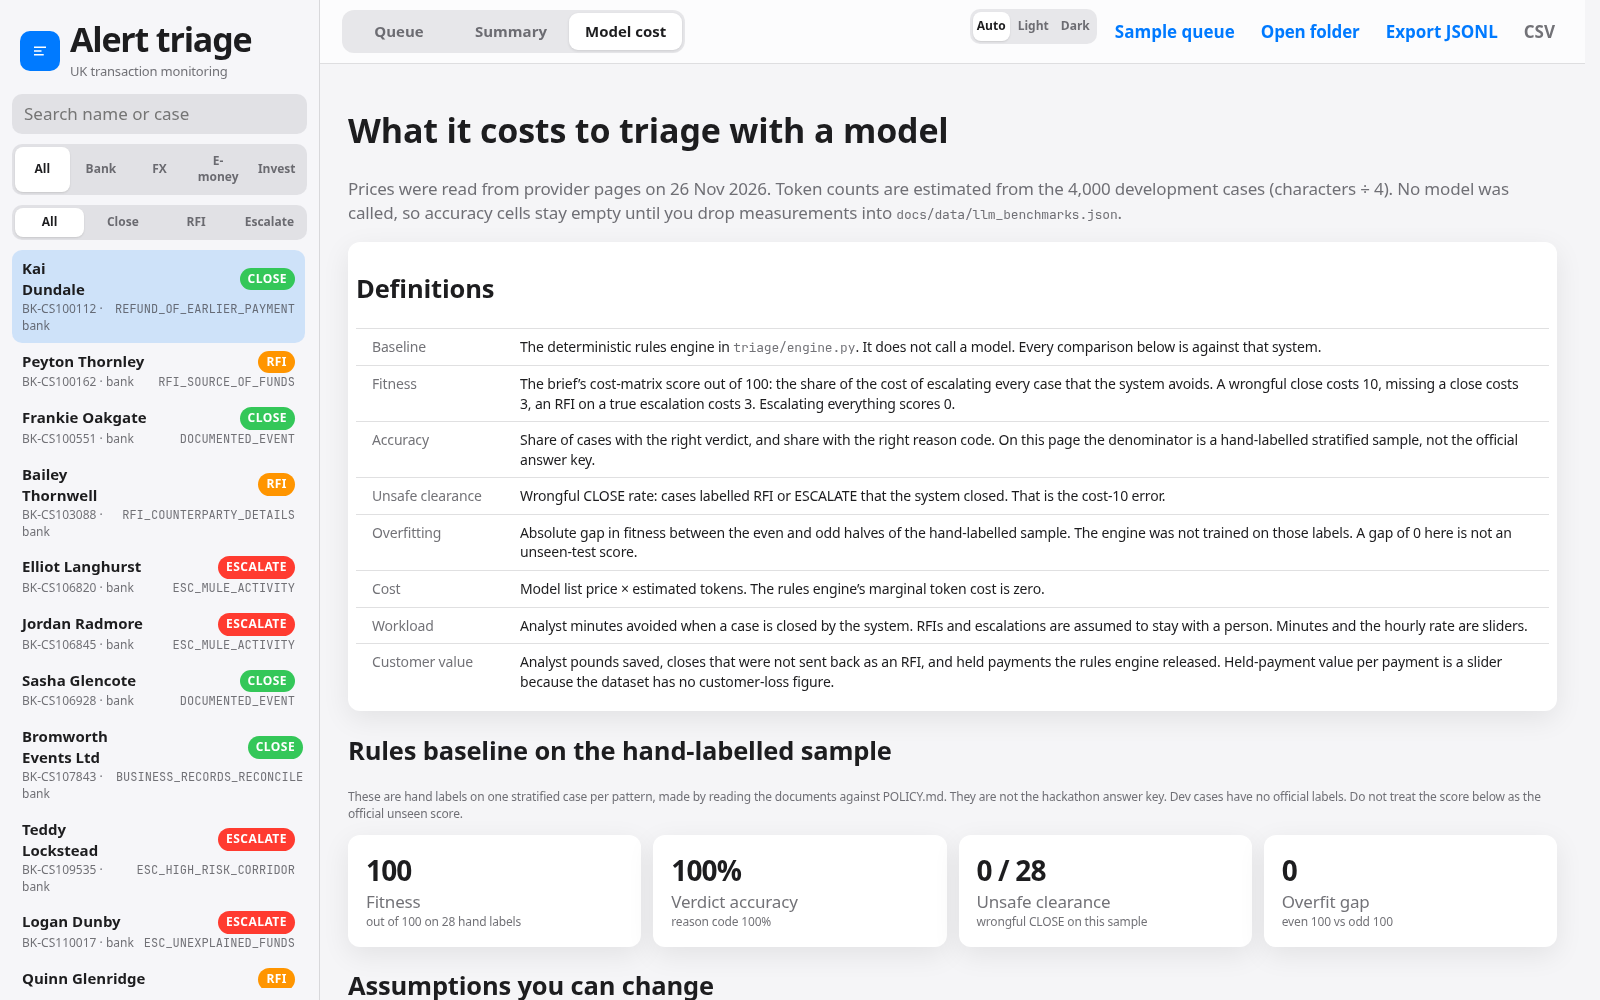 Alert triage
UK transaction monitoring
Search name or case
All Bank FX E-money Invest
All Close RFI Escalate
Kai Dundale CLOSE
BK-CS100112 · bank REFUND_OF_EARLIER_PAYMENT
Peyton Thornley RFI
BK-CS100162 · bank RFI_SOURCE_OF_FUNDS
Frankie Oakgate CLOSE
BK-CS100551 · bank DOCUMENTED_EVENT
Bailey Thornwell RFI
BK-CS103088 · bank RFI_COUNTERPARTY_DETAILS
Elliot Langhurst ESCALATE
BK-CS106820 · bank ESC_MULE_ACTIVITY
Jordan Radmore ESCALATE
BK-CS106845 · bank ESC_MULE_ACTIVITY
Sasha Glencote CLOSE
BK-CS106928 · bank DOCUMENTED_EVENT
Bromworth Events Ltd CLOSE
BK-CS107843 · bank BUSINESS_RECORDS_RECONCILE
Teddy Lockstead ESCALATE
BK-CS109535 · bank ESC_HIGH_RISK_CORRIDOR
Logan Dunby ESCALATE
BK-CS110017 · bank ESC_UNEXPLAINED_FUNDS
Quinn Glenridge RFI
Queue Summary Model cost
Auto Light Dark
Sample queue Open folder Export JSONL CSV
What it costs to triage with a model
Prices were read from provider pages on 26 Nov 2026. Token counts are estimated from the 4,000 development cases (characters ÷ 4). No model was
called, so accuracy cells stay empty until you drop measurements into docs/data/llm_benchmarks.json.
Definitions
Baseline The deterministic rules engine in triage/engine.py. It does not call a model. Every comparison below is against that system.
Fitness The brief’s cost-matrix score out of 100: the share of the cost of escalating every case that the system avoids. A wrongful close costs 10, missing a close costs
3, an RFI on a true escalation costs 3. Escalating everything scores 0.
Accuracy Share of cases with the right verdict, and share with the right reason code. On this page the denominator is a hand-labelled stratified sample, not the official
answer key.
Unsafe clearance Wrongful CLOSE rate: cases labelled RFI or ESCALATE that the system closed. That is the cost-10 error.
Overfitting Absolute gap in fitness between the even and odd halves of the hand-labelled sample. The engine was not trained on those labels. A gap of 0 here is not an
unseen-test score.
Cost Model list price × estimated tokens. The rules engine’s marginal token cost is zero.
Workload Analyst minutes avoided when a case is closed by the system. RFIs and escalations are assumed to stay with a person. Minutes and the hourly rate are sliders.
Customer value Analyst pounds saved, closes that were not sent back as an RFI, and held payments the rules engine released. Held-payment value per payment is a slider
because the dataset has no customer-loss figure.
Rules baseline on the hand-labelled sample
These are hand labels on one stratified case per pattern, made by reading the documents against POLICY.md. They are not the hackathon answer key. Dev cases have no official labels. Do not treat the score below as the
official unseen score.
100
Fitness
out of 100 on 28 hand labels
100%
Verdict accuracy
reason code 100%
0 / 28
Unsafe clearance
wrongful CLOSE on this sample
0
Overfit gap
even 100 vs odd 100
Assumptions you can change